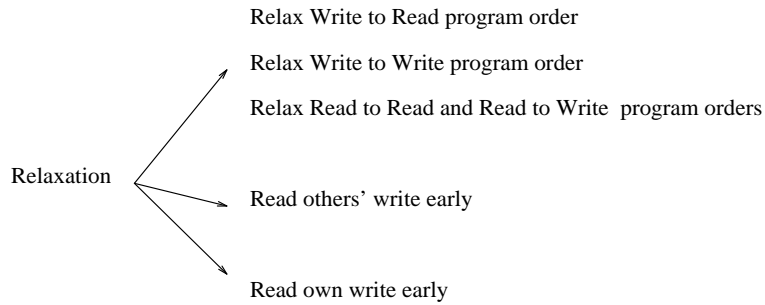 Relax Write to Read program order
Relax Write to Write program order
Relax Read to Read and Read to Write program orders
Relaxation
Read others’ write early
Read own write early